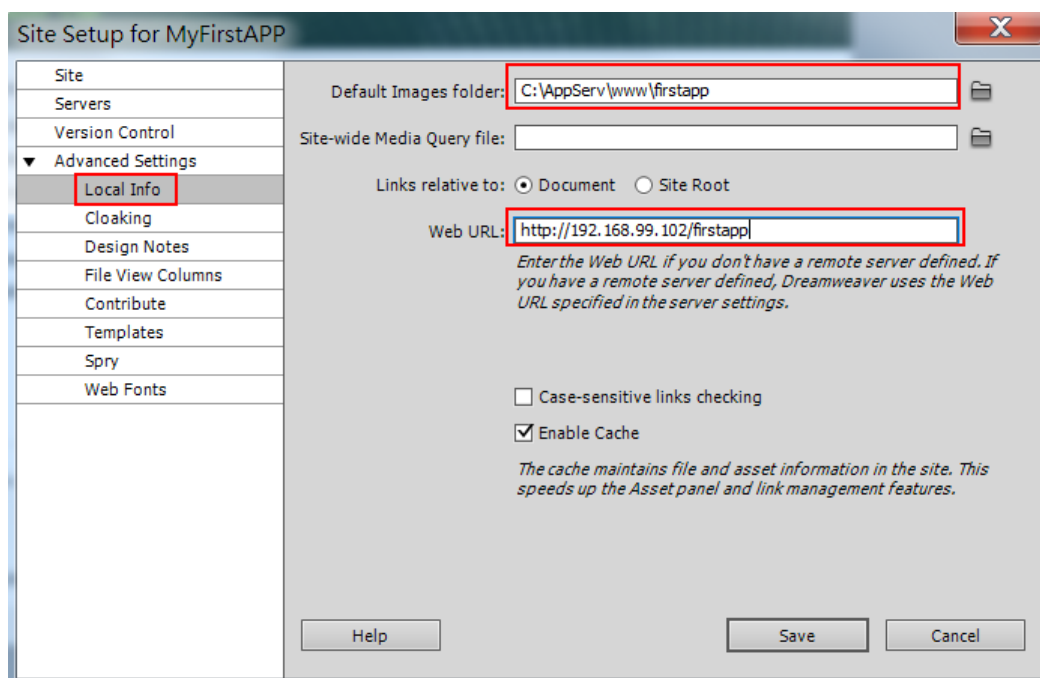 Site Setup for MyFirstAPP
X
Site
Servers
Version Control
Advanced Settings
Local Info
Cloaking
Design Notes
File View Columns
Contribute
Templates
Spry
Web Fonts
Default Images folder: C:\AppServ\www\firstapp
Site-wide Media Query file:
Links relative to: Document Site Root
Web URL: http://192.168.99.102/firstapp
Enter the Web URL if you don't have a remote server defined. If
you have a remote server defined, Dreamweaver uses the Web
URL specified in the server settings.
Case-sensitive links checking
Enable Cache
The cache maintains file and asset information in the site. This
speeds up the Asset panel and link management features.
Help Save Cancel